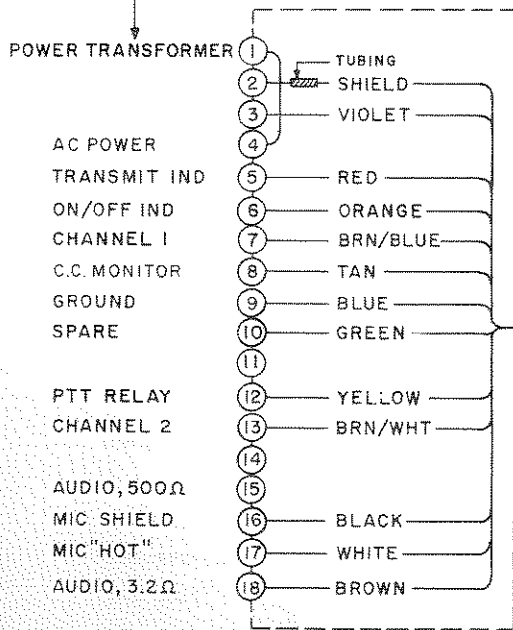 POWER TRANSFORMER 1
TUBING
2 SHIELD
3 VIOLET
AC POWER 4
TRANSMIT IND 5 RED
ON/OFF IND 6 ORANGE
CHANNEL 1 7 BRN/BLUE
C.C. MONITOR 8 TAN
GROUND 9 BLUE
SPARE 10 GREEN
11
PTT RELAY 12 YELLOW
CHANNEL 2 13 BRN/WHT
14
AUDIO, 500Ω 15
MIC SHIELD 16 BLACK
MIC "HOT" 17 WHITE
AUDIO, 3.2Ω 18 BROWN